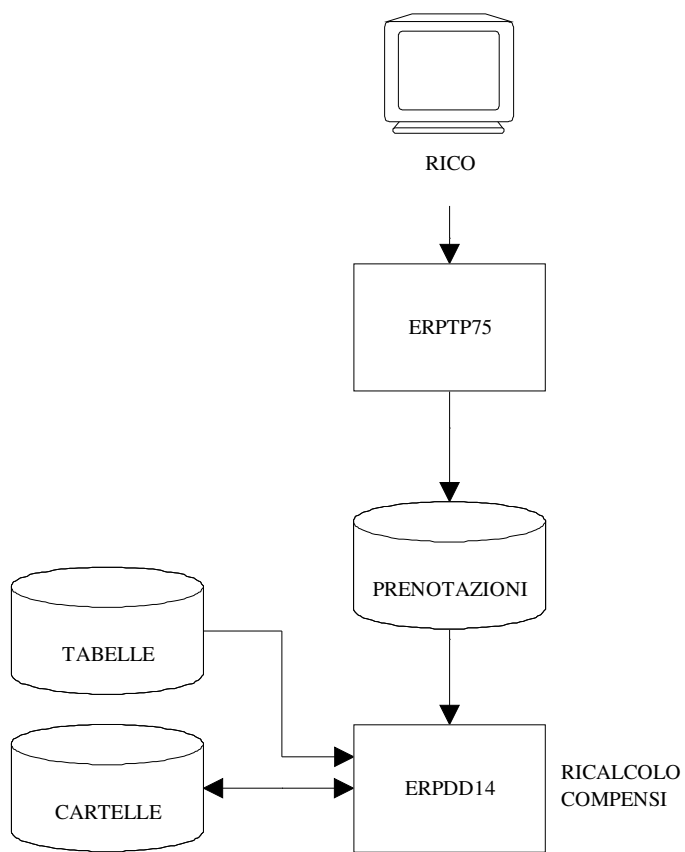 RICO
ERPTP75
PRENOTAZIONI
TABELLE
CARTELLE
ERPDD14
RICALCOLO
COMPENSI